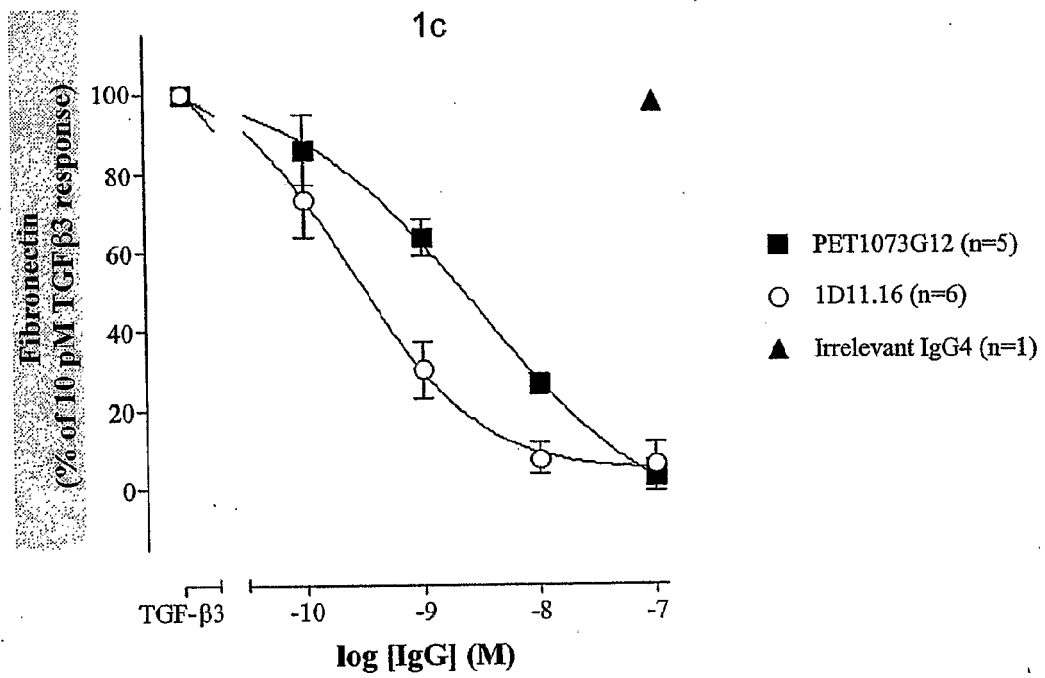 1c
Fibronectin
(% of 10 pM TGFβ3 response)
100
80
60
40
20
0
TGF-β3
-10
-9
-8
-7
log [IgG] (M)
PET1073G12 (n=5)
1D11.16 (n=6)
Irrelevant IgG4 (n=1)